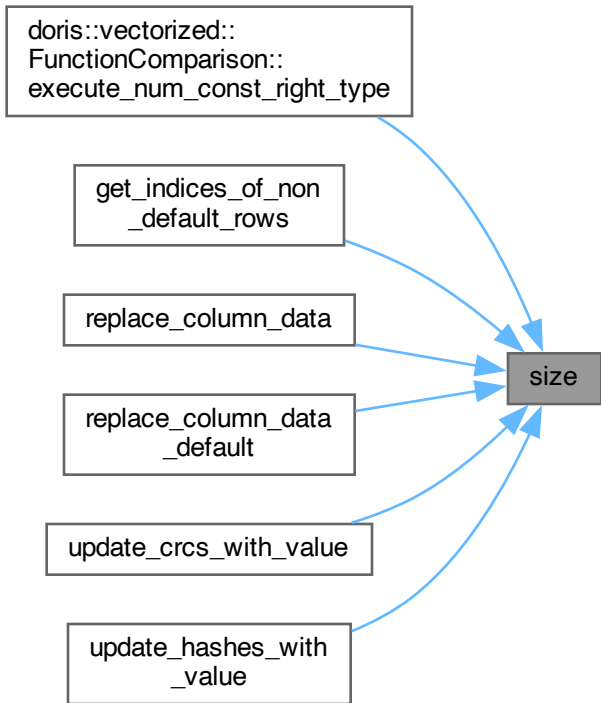 doris::vectorized::
FunctionComparison::
execute_num_const_right_type
get_indices_of_non
_default_rows
replace_column_data
size
replace_column_data
_default
update_crcs_with_value
update_hashes_with
_value